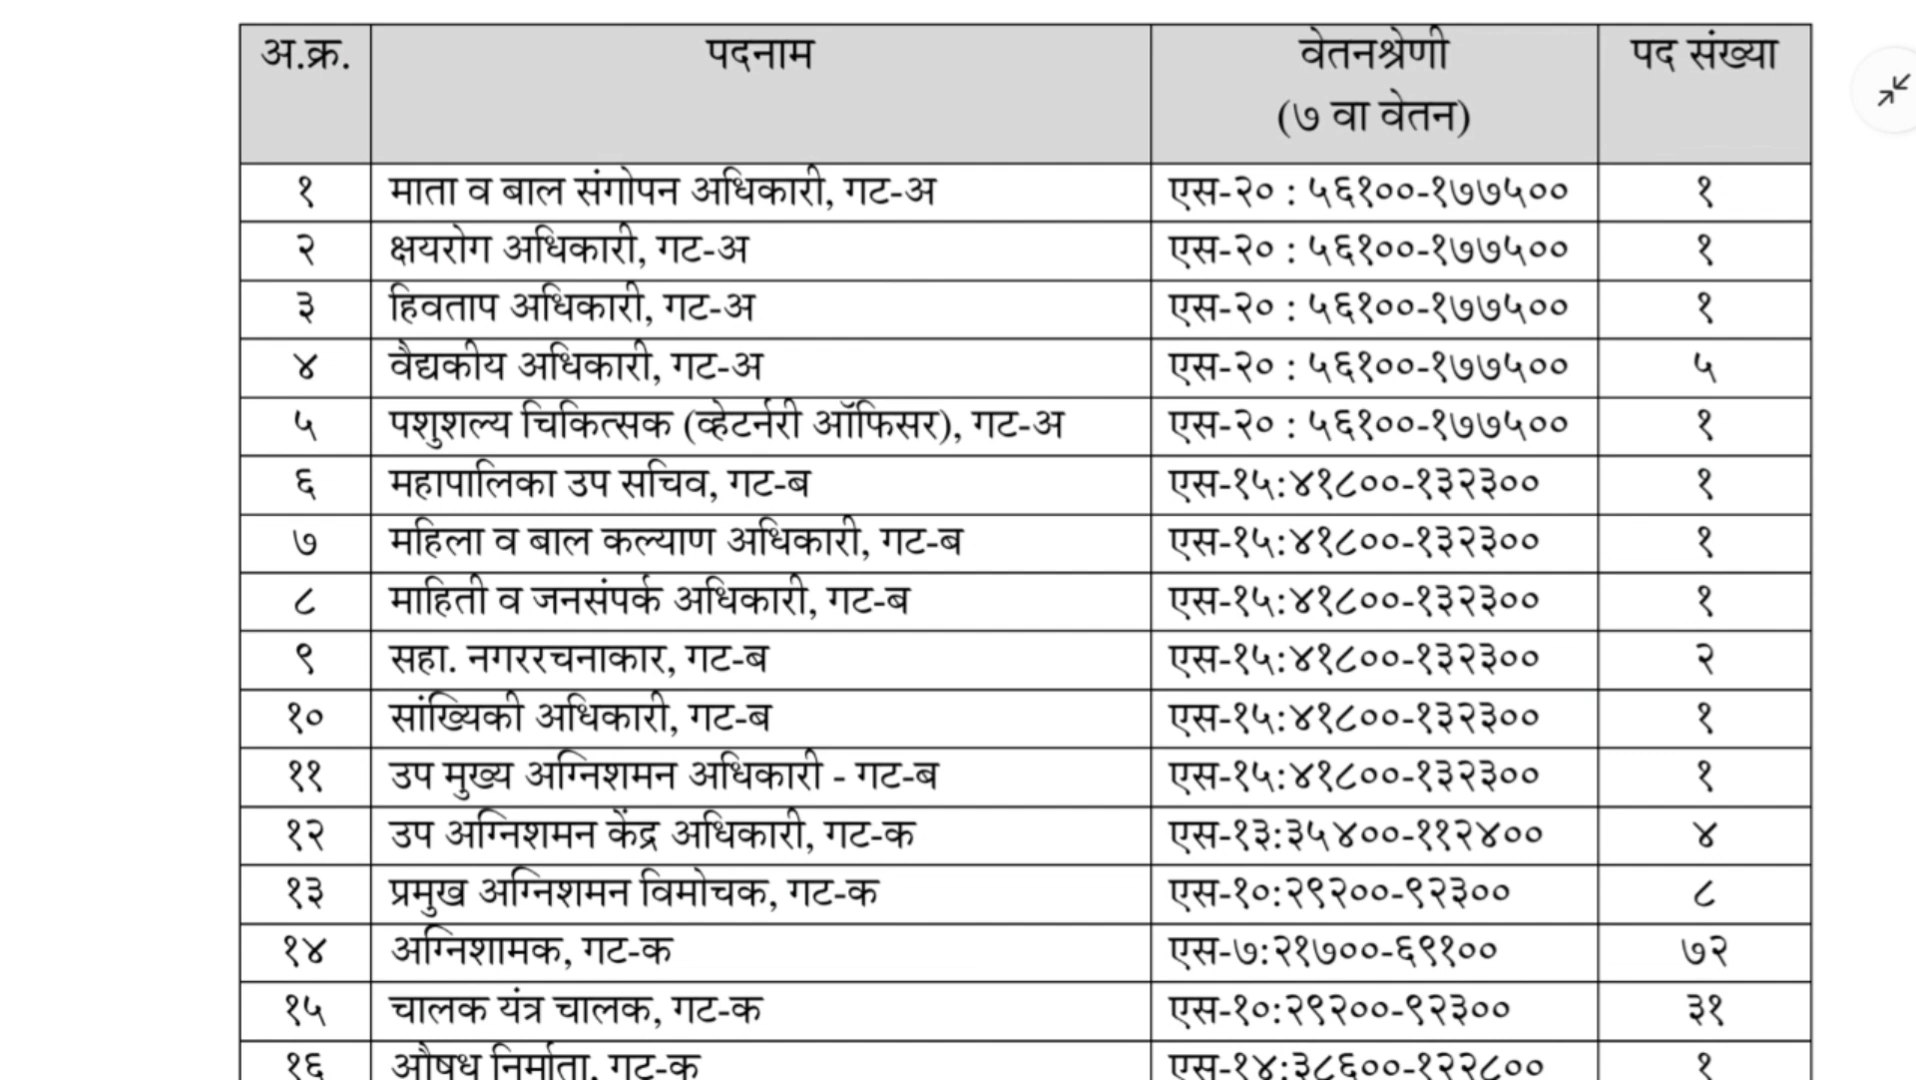 अ.क्र. पदनाम वेतनश्रेणी पद संख्या
(७ वा वेतन)
१ माता व बाल संगोपन अधिकारी, गट-अ एस-२० : ५६१००-१७७५०० १
२ क्षयरोग अधिकारी, गट-अ एस-२० : ५६१००-१७७५०० १
३ हिवताप अधिकारी, गट-अ एस-२० : ५६१००-१७७५०० १
४ वैद्यकीय अधिकारी, गट-अ एस-२० : ५६१००-१७७५०० ५
५ पशुशल्य चिकित्सक (व्हेटर्नरी ऑफिसर), गट-अ एस-२० : ५६१००-१७७५०० १
६ महापालिका उप सचिव, गट-ब एस-१५:४१८००-१३२३०० १
७ महिला व बाल कल्याण अधिकारी, गट-ब एस-१५:४१८००-१३२३०० १
८ माहिती व जनसंपर्क अधिकारी, गट-ब एस-१५:४१८००-१३२३०० १
९ सहा. नगररचनाकार, गट-ब एस-१५:४१८००-१३२३०० २
१० सांख्यिकी अधिकारी, गट-ब एस-१५:४१८००-१३२३०० १
११ उप मुख्य अग्निशमन अधिकारी - गट-ब एस-१५:४१८००-१३२३०० १
१२ उप अग्निशमन केंद्र अधिकारी, गट-क एस-१३:३५४००-११२४०० ४
१३ प्रमुख अग्निशमन विमोचक, गट-क एस-१०:२९२००-९२३०० ८
१४ अग्निशामक, गट-क एस-७:२१७००-६९१०० ७२
१५ चालक यंत्र चालक, गट-क एस-१०:२९२००-९२३०० ३१
१६ औषध निर्माता, गट-क एस-१४:३८६००-१२२८०० १